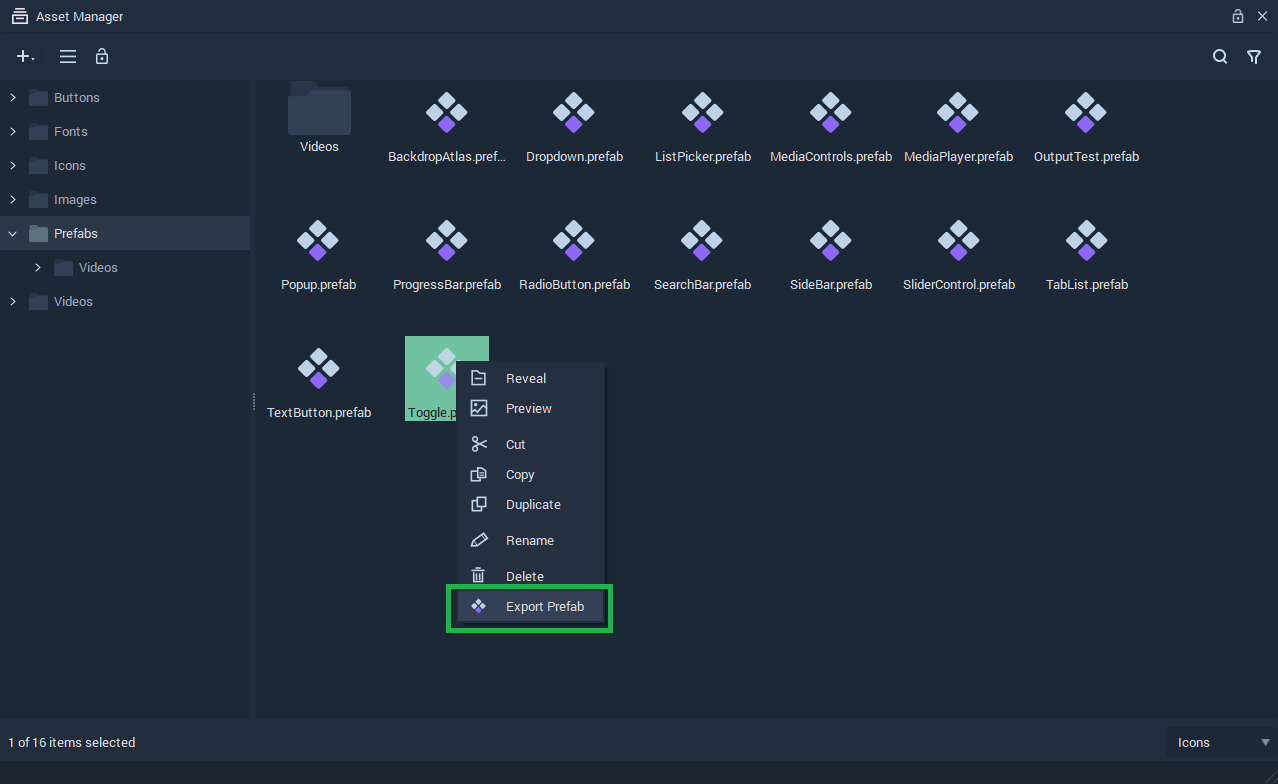 Asset Manager
Buttons
Fonts
Icons
Images
Prefabs
Videos
Videos
Videos
BackdropAtlas.pref...
Dropdown.prefab
ListPicker.prefab
MediaControls.prefab
MediaPlayer.prefab
OutputTest.prefab
Popup.prefab
ProgressBar.prefab
RadioButton.prefab
SearchBar.prefab
SideBar.prefab
SliderControl.prefab
TabList.prefab
TextButton.prefab
Toggle.p
Reveal
Preview
Cut
Copy
Duplicate
Rename
Delete
Export Prefab
1 of 16 items selected
Icons